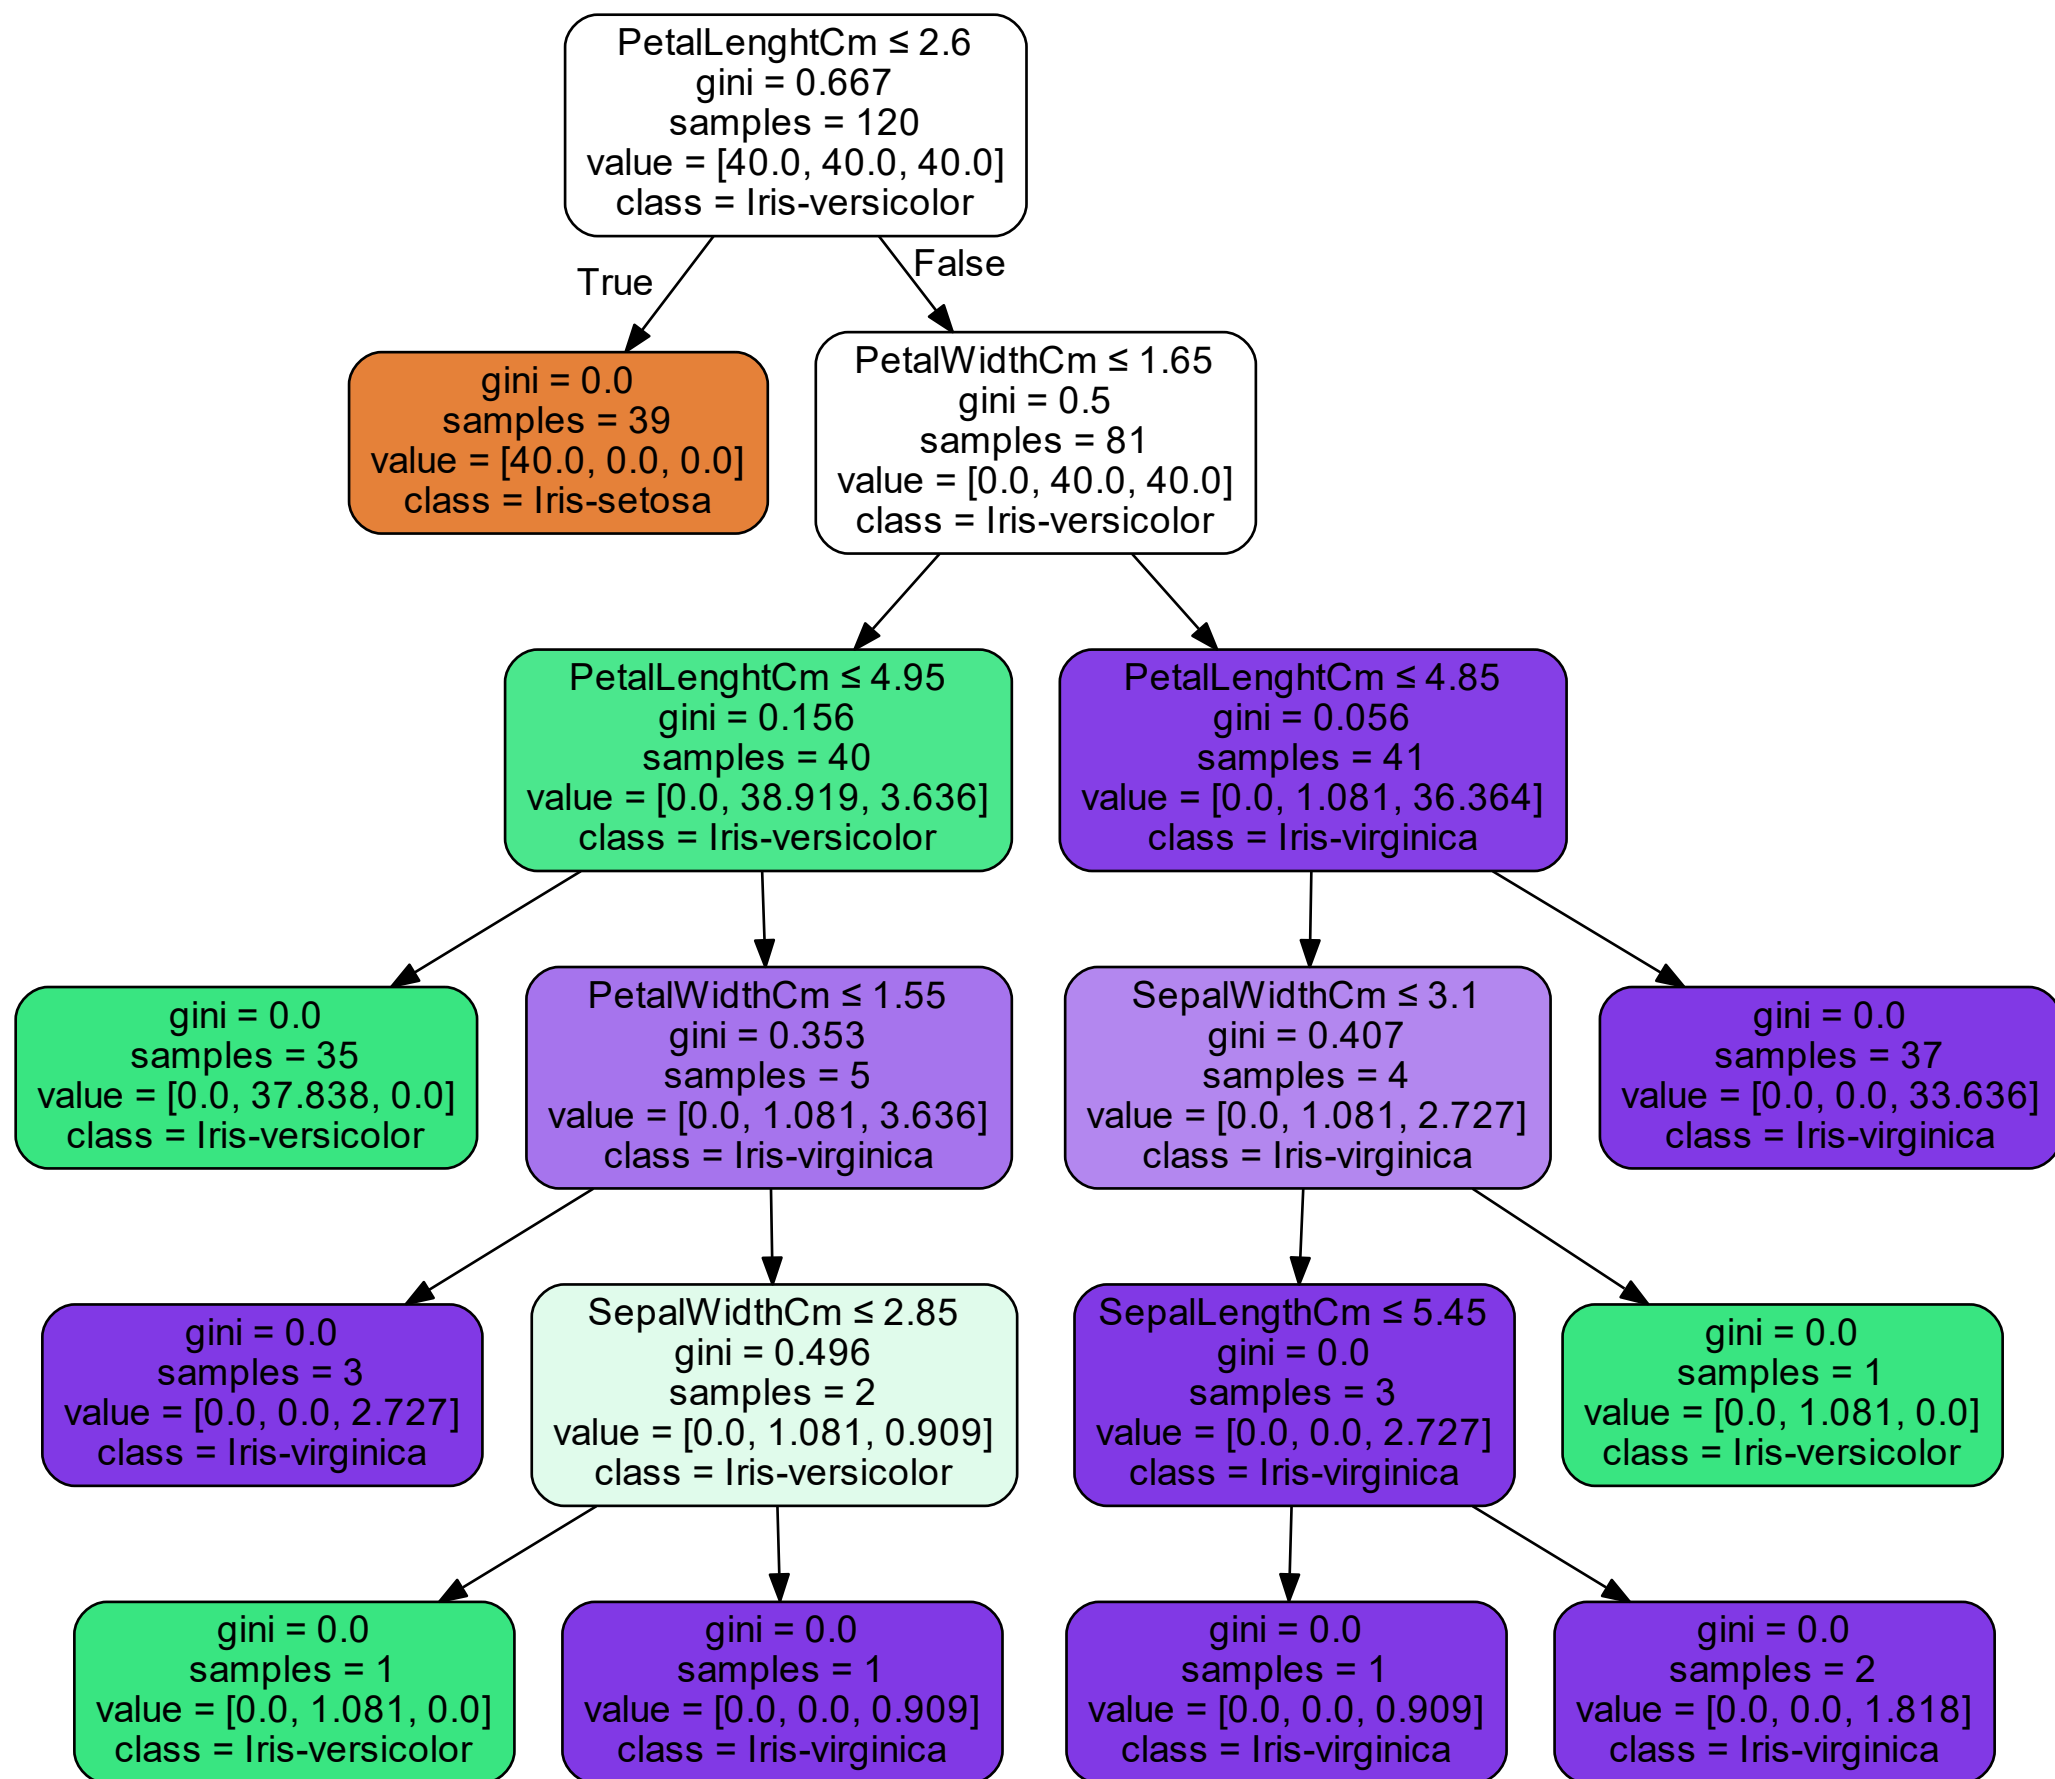 PetalLenghtCm ≤ 2.6
gini = 0.667
samples = 120
value = [40.0, 40.0, 40.0]
class = Iris-versicolor
True
False
gini = 0.0
samples = 39
value = [40.0, 0.0, 0.0]
class = Iris-setosa
PetalWidthCm ≤ 1.65
gini = 0.5
samples = 81
value = [0.0, 40.0, 40.0]
class = Iris-versicolor
PetalLenghtCm ≤ 4.95
gini = 0.156
samples = 40
value = [0.0, 38.919, 3.636]
class = Iris-versicolor
PetalLenghtCm ≤ 4.85
gini = 0.056
samples = 41
value = [0.0, 1.081, 36.364]
class = Iris-virginica
gini = 0.0
samples = 35
value = [0.0, 37.838, 0.0]
class = Iris-versicolor
PetalWidthCm ≤ 1.55
gini = 0.353
samples = 5
value = [0.0, 1.081, 3.636]
class = Iris-virginica
SepalWidthCm ≤ 3.1
gini = 0.407
samples = 4
value = [0.0, 1.081, 2.727]
class = Iris-virginica
gini = 0.0
samples = 37
value = [0.0, 0.0, 33.636]
class = Iris-virginica
gini = 0.0
samples = 3
value = [0.0, 0.0, 2.727]
class = Iris-virginica
SepalWidthCm ≤ 2.85
gini = 0.496
samples = 2
value = [0.0, 1.081, 0.909]
class = Iris-versicolor
SepalLengthCm ≤ 5.45
gini = 0.0
samples = 3
value = [0.0, 0.0, 2.727]
class = Iris-virginica
gini = 0.0
samples = 1
value = [0.0, 1.081, 0.0]
class = Iris-versicolor
gini = 0.0
samples = 1
value = [0.0, 1.081, 0.0]
class = Iris-versicolor
gini = 0.0
samples = 1
value = [0.0, 0.0, 0.909]
class = Iris-virginica
gini = 0.0
samples = 1
value = [0.0, 0.0, 0.909]
class = Iris-virginica
gini = 0.0
samples = 2
value = [0.0, 0.0, 1.818]
class = Iris-virginica